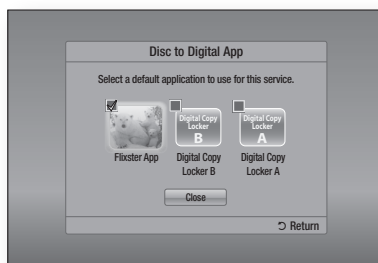 Disc to Digital App
Select a default application to use for this service.
Digital Copy
Locker
B
Digital Copy
Locker
A
Flixster App
Digital Copy
Locker B
Digital Copy
Locker A
Close
Return